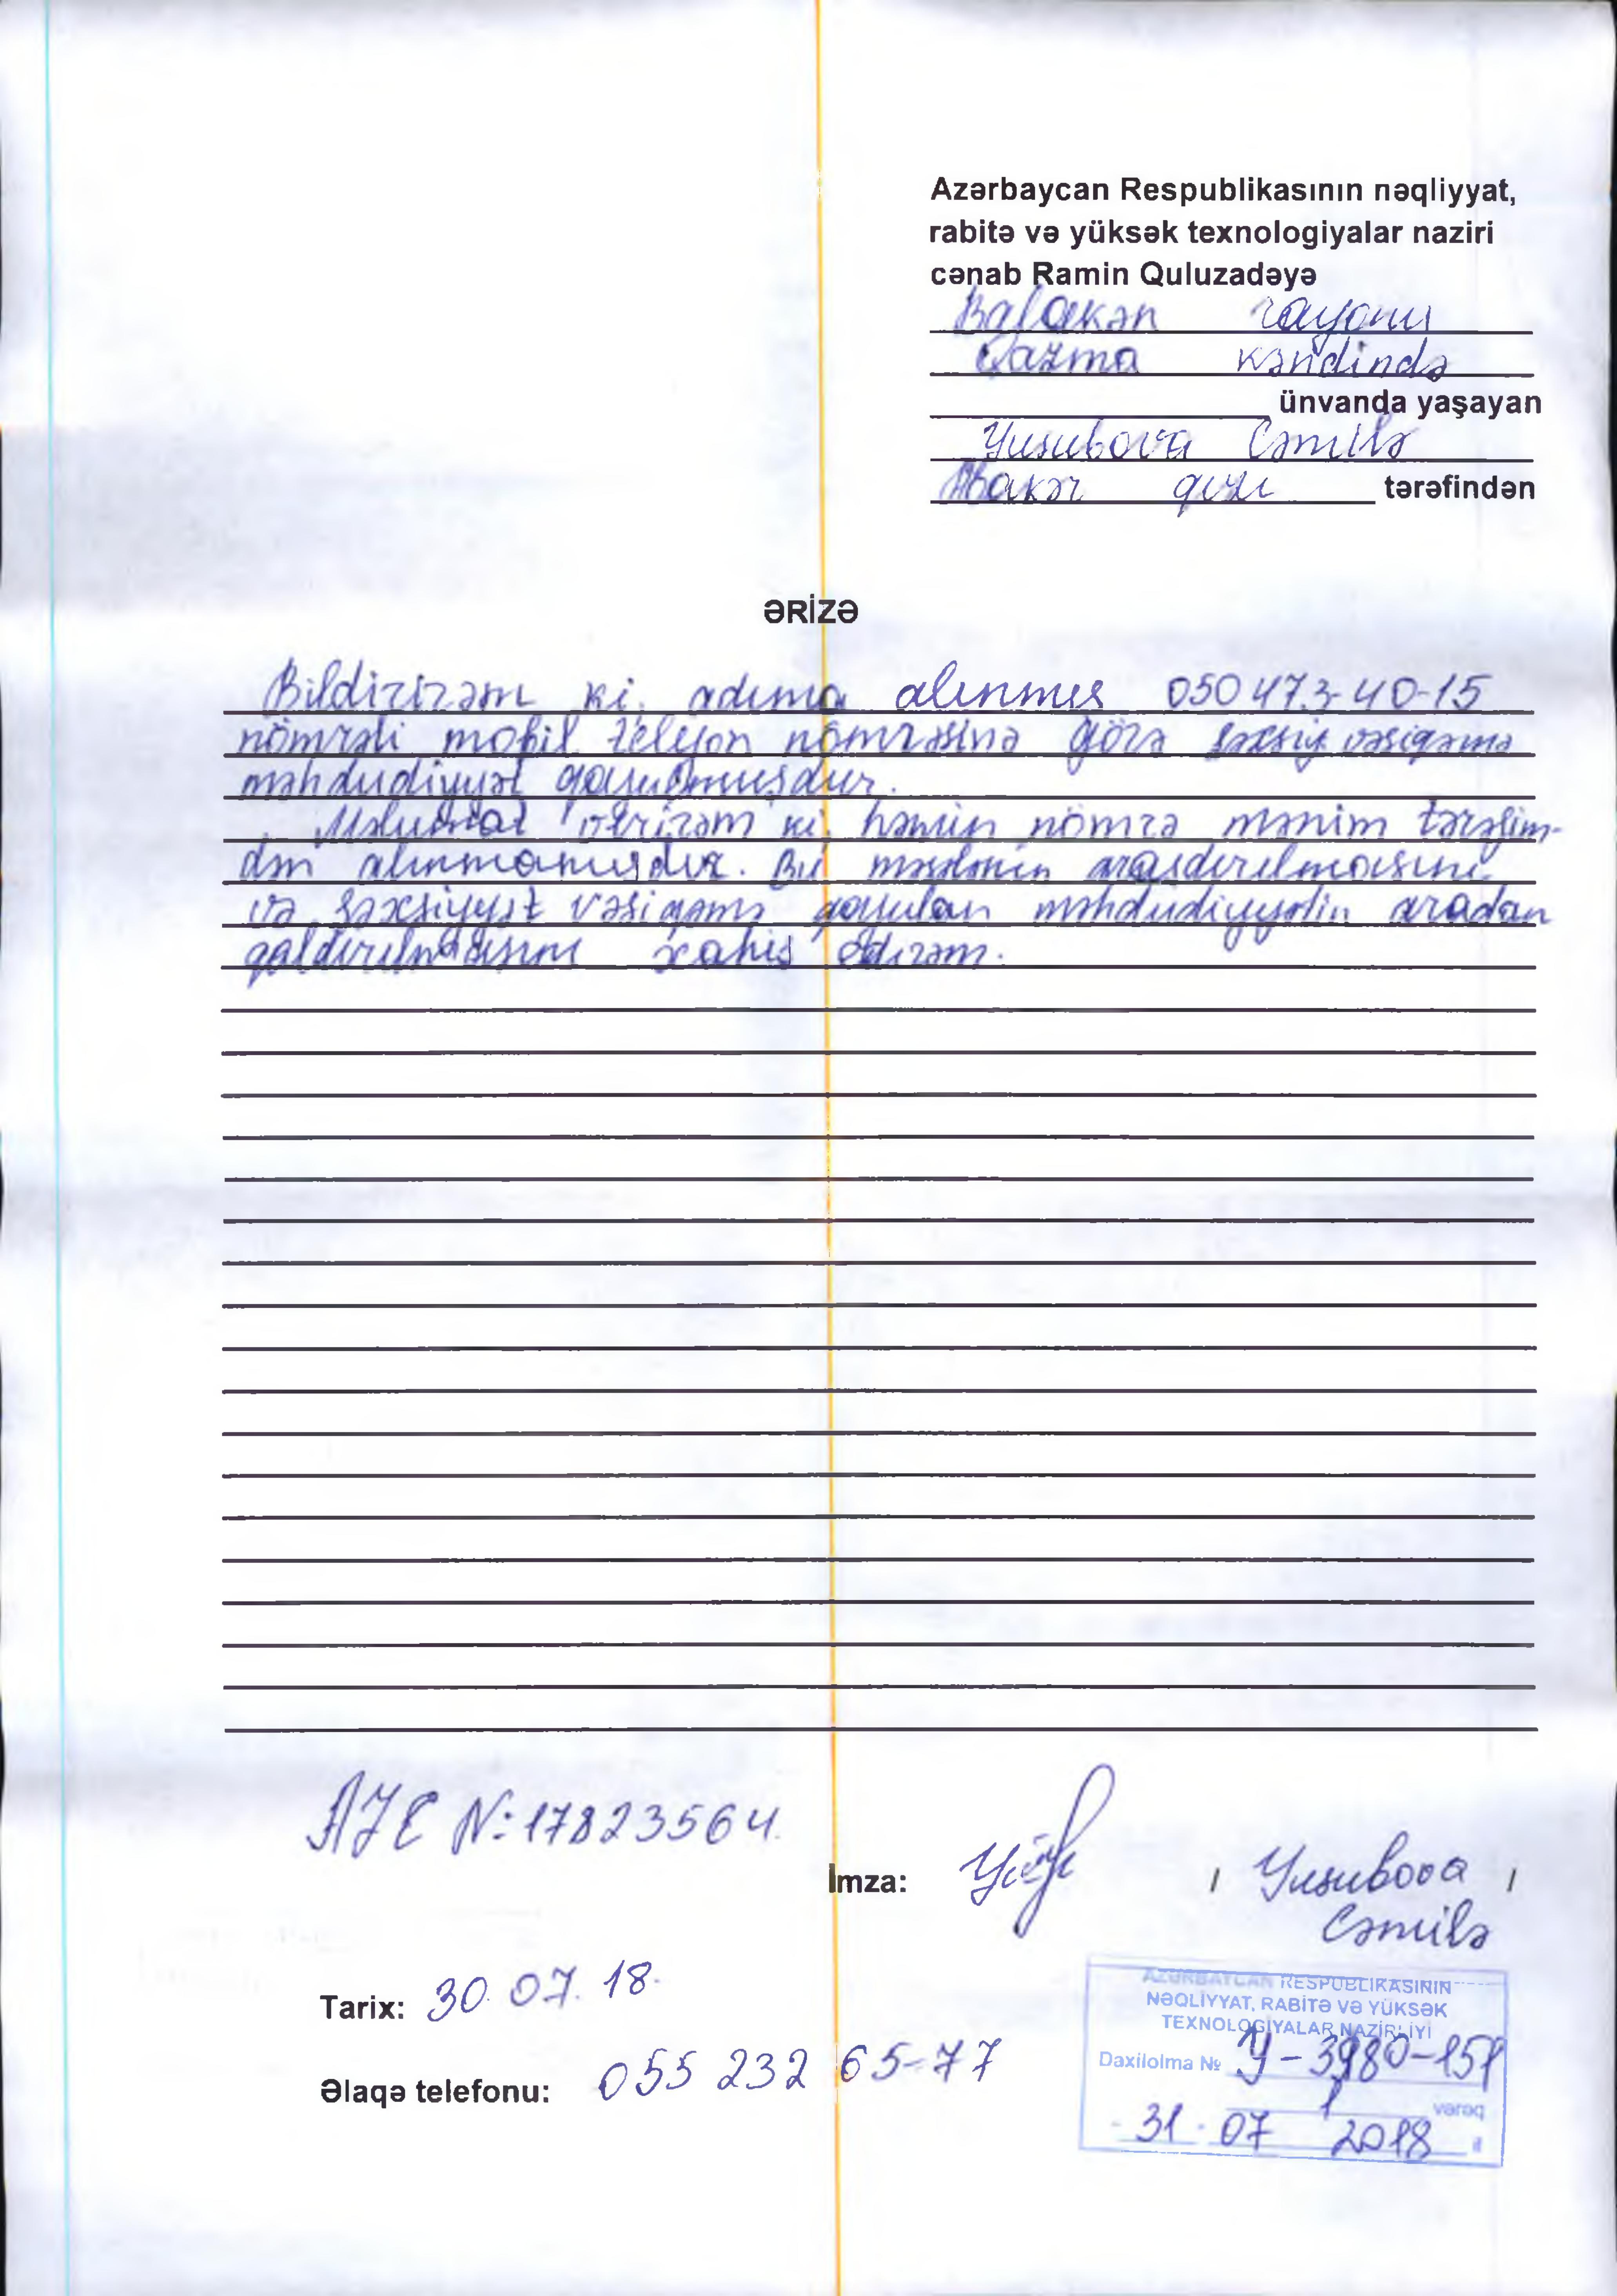 Azərbaycan Respublikasının nəqliyyat,
rabitə və yüksək texnologiyalar naziri
cənab Ramin Quluzadəyə
Balakən rayonu
Qazma kəndində
ünvanda yaşayan
Yusubova Cəmilə
qızı tərəfindən
ƏRİZƏ
Bildirirəm ki, adıma alınmış 050 473-40-15
nömrəli mobil telefon nömrəsinə görə şəxsiy vəsiqəmə
məhdudiyyət qoyulmuşdur.
Məlumat verirəm ki, həmin nömrə mənim tərəfim-
dən alınmamışdır. Bu məsələnin araşdırılmasını
və şəxsiyyət vəsiqəmə qoyulan məhdudiyyətin aradan
qaldırılmasını xahiş edirəm.
AZE N: 17823564
İmza: / Yusubova /
Cəmilə
Tarix: 30. 07. 18.
Əlaqə telefonu: 055 232 65-77
AZƏRBAYCAN RESPUBLİKASININ
NƏQLİYYAT, RABİTƏ VƏ YÜKSƏK
TEXNOLOGİYALAR NAZİRLİYİ
Daxilolma № Y-3980-151
1 vərəq
31 07 2018 il